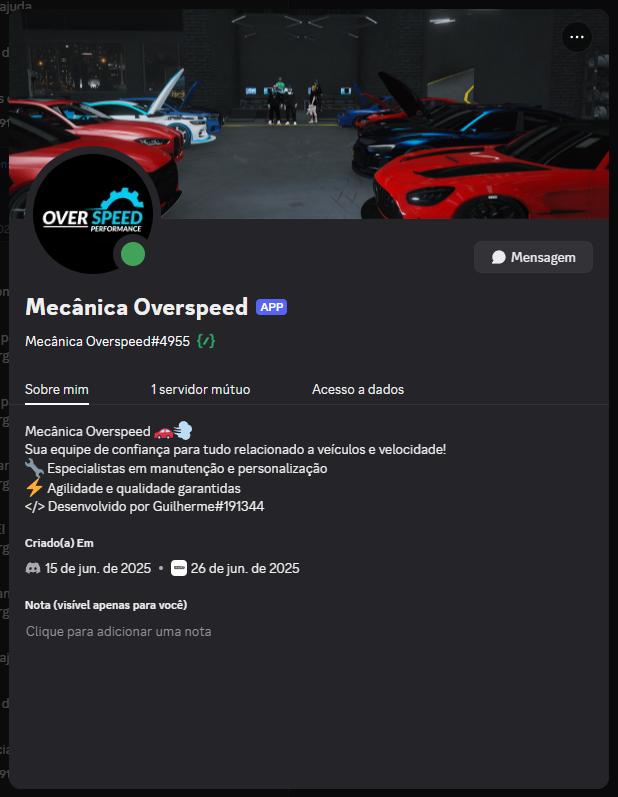 OVER SPEED
PERFORMANCE
Mensagem
Mecânica Overspeed APP
Mecânica Overspeed#4955
Sobre mim
1 servidor mútuo
Acesso a dados
Mecânica Overspeed 🚗💨
Sua equipe de confiança para tudo relacionado a veículos e velocidade!
🔧 Especialistas em manutenção e personalização
⚡ Agilidade e qualidade garantidas
</> Desenvolvido por Guilherme#191344
Criado(a) Em
15 de jun. de 2025 • 26 de jun. de 2025
Nota (visível apenas para você)
Clique para adicionar uma nota